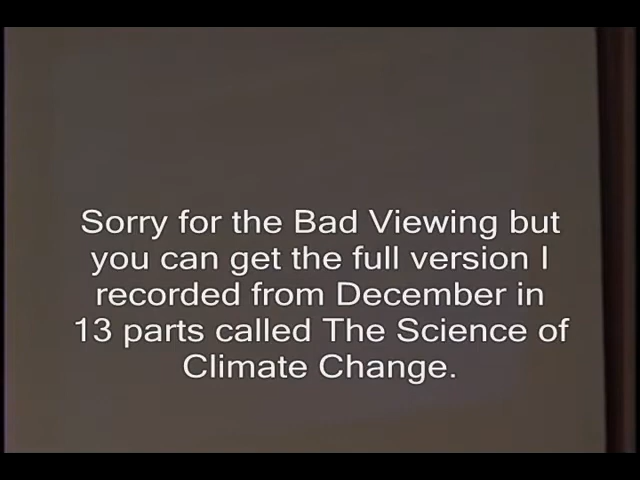 Sorry for the Bad Viewing but
you can get the full version I
recorded from December in
13 parts called The Science of
Climate Change.